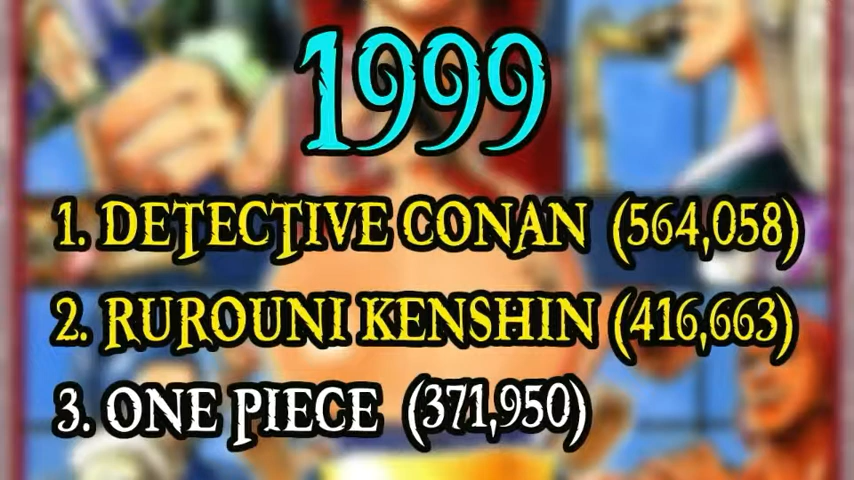 1999
1. DETECTIVE CONAN (564,058)
2. RUROUNI KENSHIN (416,663)
3. ONE PIECE (371,950)